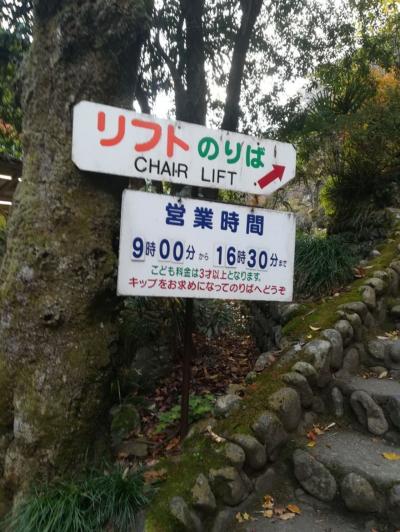 リフト のりば
CHAIR LIFT
営業時間
9時00分から16時30分まで
こども料金は3才以上となります。
キップをお求めになってのりばへどうぞ